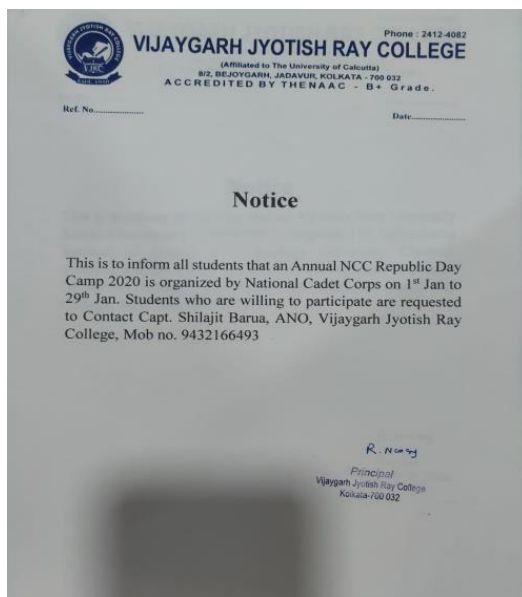 Phone : 2412-4082
VIJAYGARH JYOTISH RAY COLLEGE
(Affiliated to The University of Calcutta)
8/2, BEJOYGARH, JADAVUR, KOLKATA - 700 032
ACCREDITED BY THENAAC - B+ Grade.
Ref. No....................
Date......................
Notice
This is to inform all students that an Annual NCC Republic Day
Camp 2020 is organized by National Cadet Corps on 1st Jan to
29th Jan. Students who are willing to participate are requested
to Contact Capt. Shilajit Barua, ANO, Vijaygarh Jyotish Ray
College, Mob no. 9432166493
Principal
Vijaygarh Jyotish Ray College
Kolkata-700 032